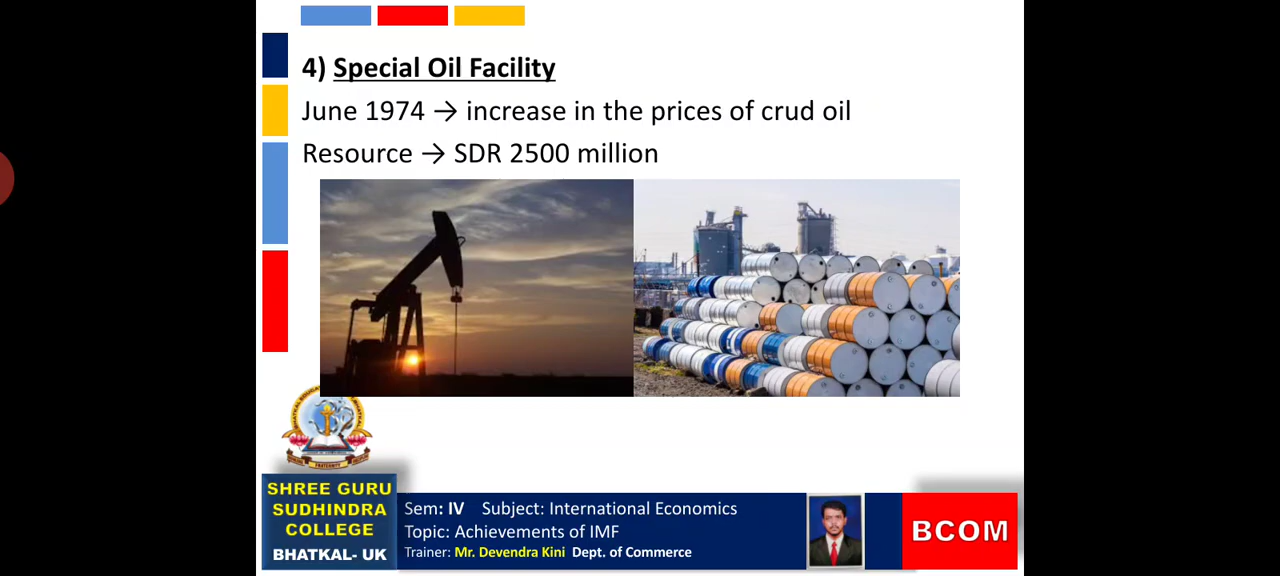 4) Special Oil Facility
June 1974 → increase in the prices of crud oil
Resource → SDR 2500 million
SHREE GURU
SUDHINDRA
COLLEGE
BHATKAL- UK
Sem: IV Subject: International Economics
Topic: Achievements of IMF
Trainer: Mr. Devendra Kini Dept. of Commerce
BCOM